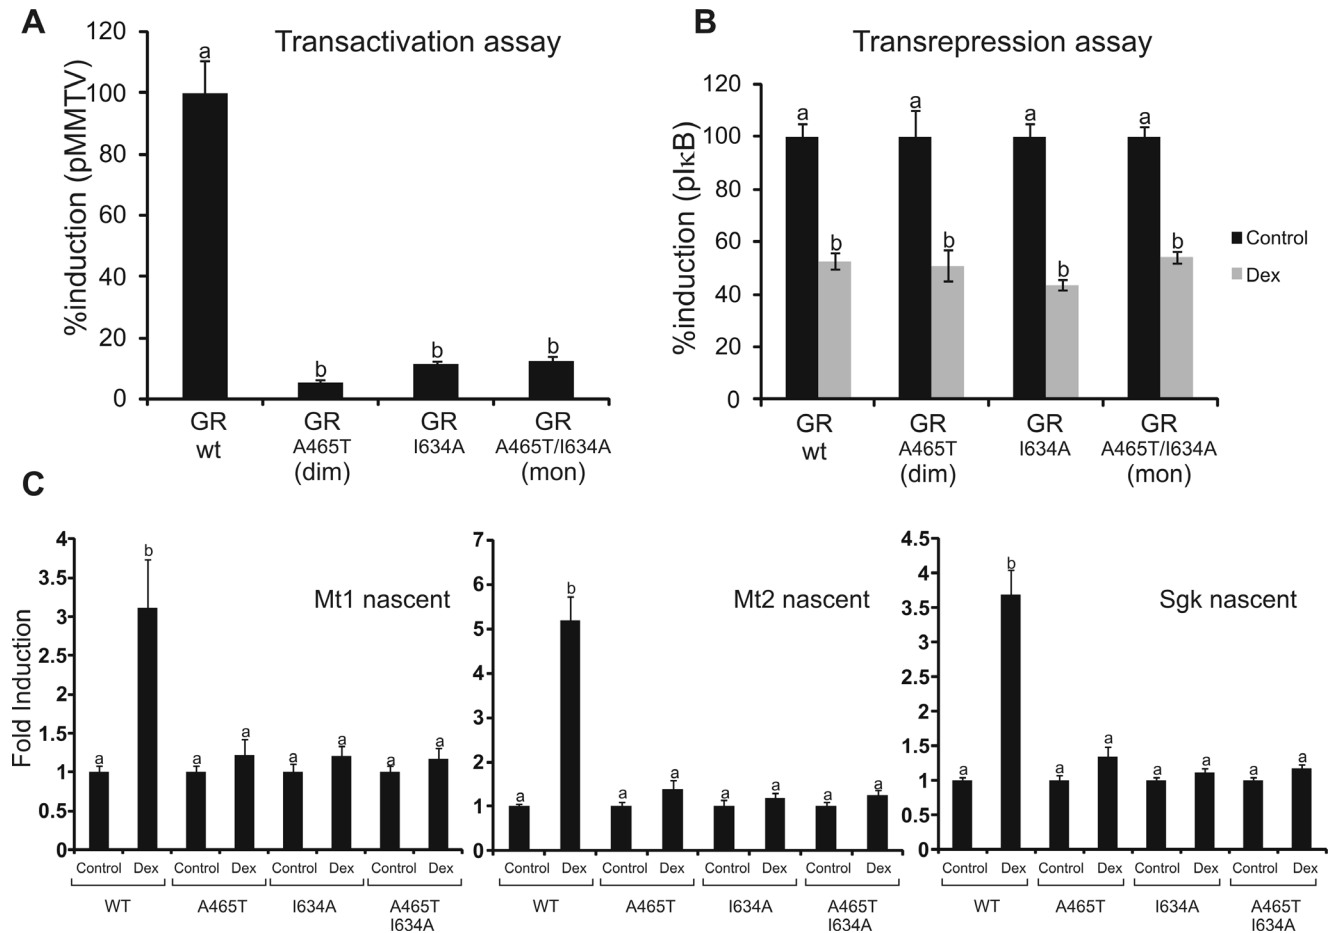 A
Transactivation assay
%induction (pMMTV)
120
100
80
60
40
20
0
a
b
b
b
GR
wt
GR
A465T
(dim)
GR
I634A
GR
A465T/I634A
(mon)
B
Transrepression assay
%induction (pIκB)
120
100
80
60
40
20
0
a
b
a
b
a
b
a
b
GR
wt
GR
A465T
(dim)
GR
I634A
GR
A465T/I634A
(mon)
Control
Dex
C
Fold Induction
4
3.5
3
2.5
2
1.5
1
0.5
0
Mt1 nascent
a
b
a
a
a
a
a
a
Control Dex Control Dex Control Dex Control Dex
WT
A465T
I634A
A465T
I634A
7
6
5
4
3
2
1
0
Mt2 nascent
a
b
a
a
a
a
a
a
Control Dex Control Dex Control Dex Control Dex
WT
A465T
I634A
A465T
I634A
4.5
4
3.5
3
2.5
2
1.5
1
0.5
0
Sgk nascent
a
b
a
a
a
a
a
a
Control Dex Control Dex Control Dex Control Dex
WT
A465T
I634A
A465T
I634A